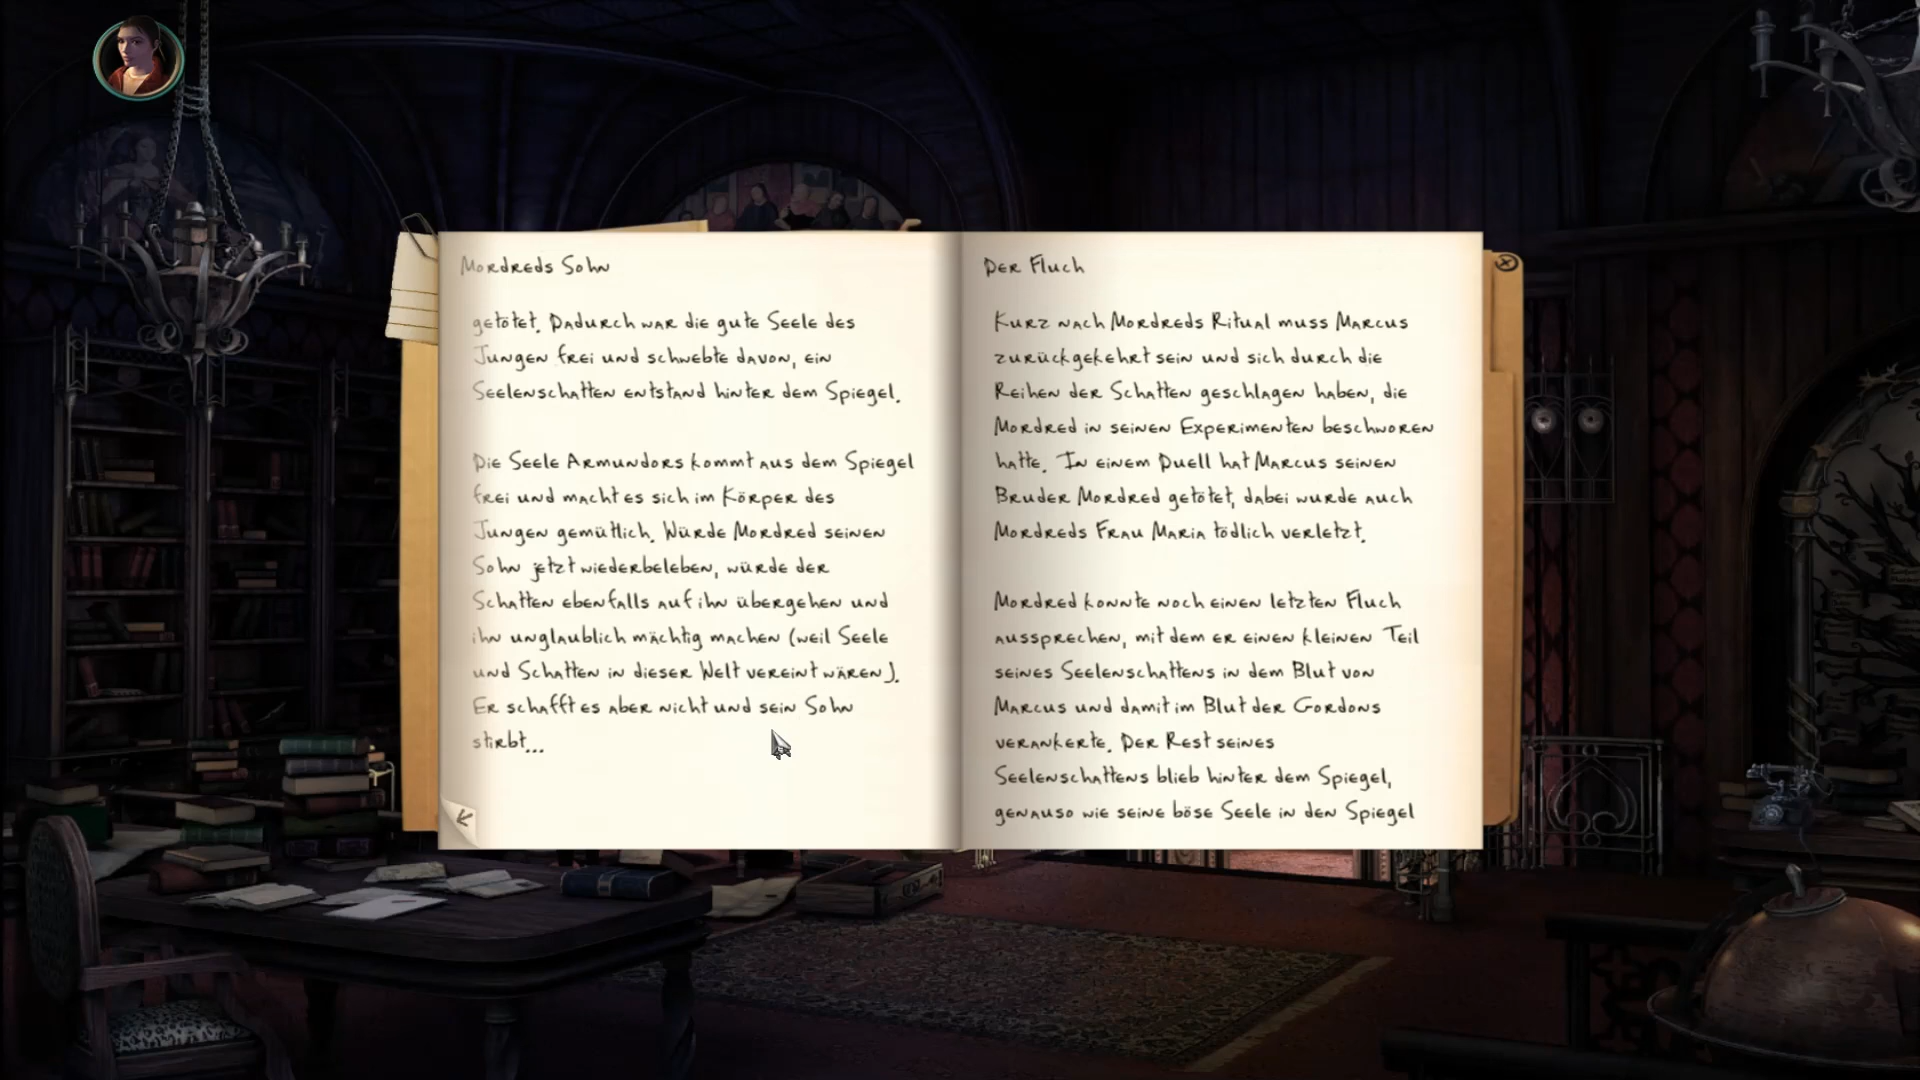 Mordreds Sohn
getötet. Dadurch war die gute Seele des
Jungen frei und schwebte davon, ein
Seelenschatten entstand hinter dem Spiegel.
Die Seele Armundors kommt aus dem Spiegel
frei und macht es sich im Körper des
Jungen gemütlich. Würde Mordred seinen
Sohn jetzt wiederbeleben, würde der
Schatten ebenfalls auf ihn übergehen und
ihn unglaublich mächtig machen (weil Seele
und Schatten in dieser Welt vereint wären).
Er schafft es aber nicht und sein Sohn
stirbt...
Der Fluch
Kurz nach Mordreds Ritual muss Marcus
zurückgekehrt sein und sich durch die
Reihen der Schatten geschlagen haben, die
Mordred in seinen Experimenten beschworen
hatte. In einem Duell hat Marcus seinen
Bruder Mordred getötet, dabei wurde auch
Mordreds Frau Maria tödlich verletzt.
Mordred konnte noch einen letzten Fluch
aussprechen, mit dem er einen kleinen Teil
seines Seelenschattens in dem Blut von
Marcus und damit im Blut der Gordons
verankerte. Der Rest seines
Seelenschattens blieb hinter dem Spiegel,
genauso wie seine böse Seele in den Spiegel